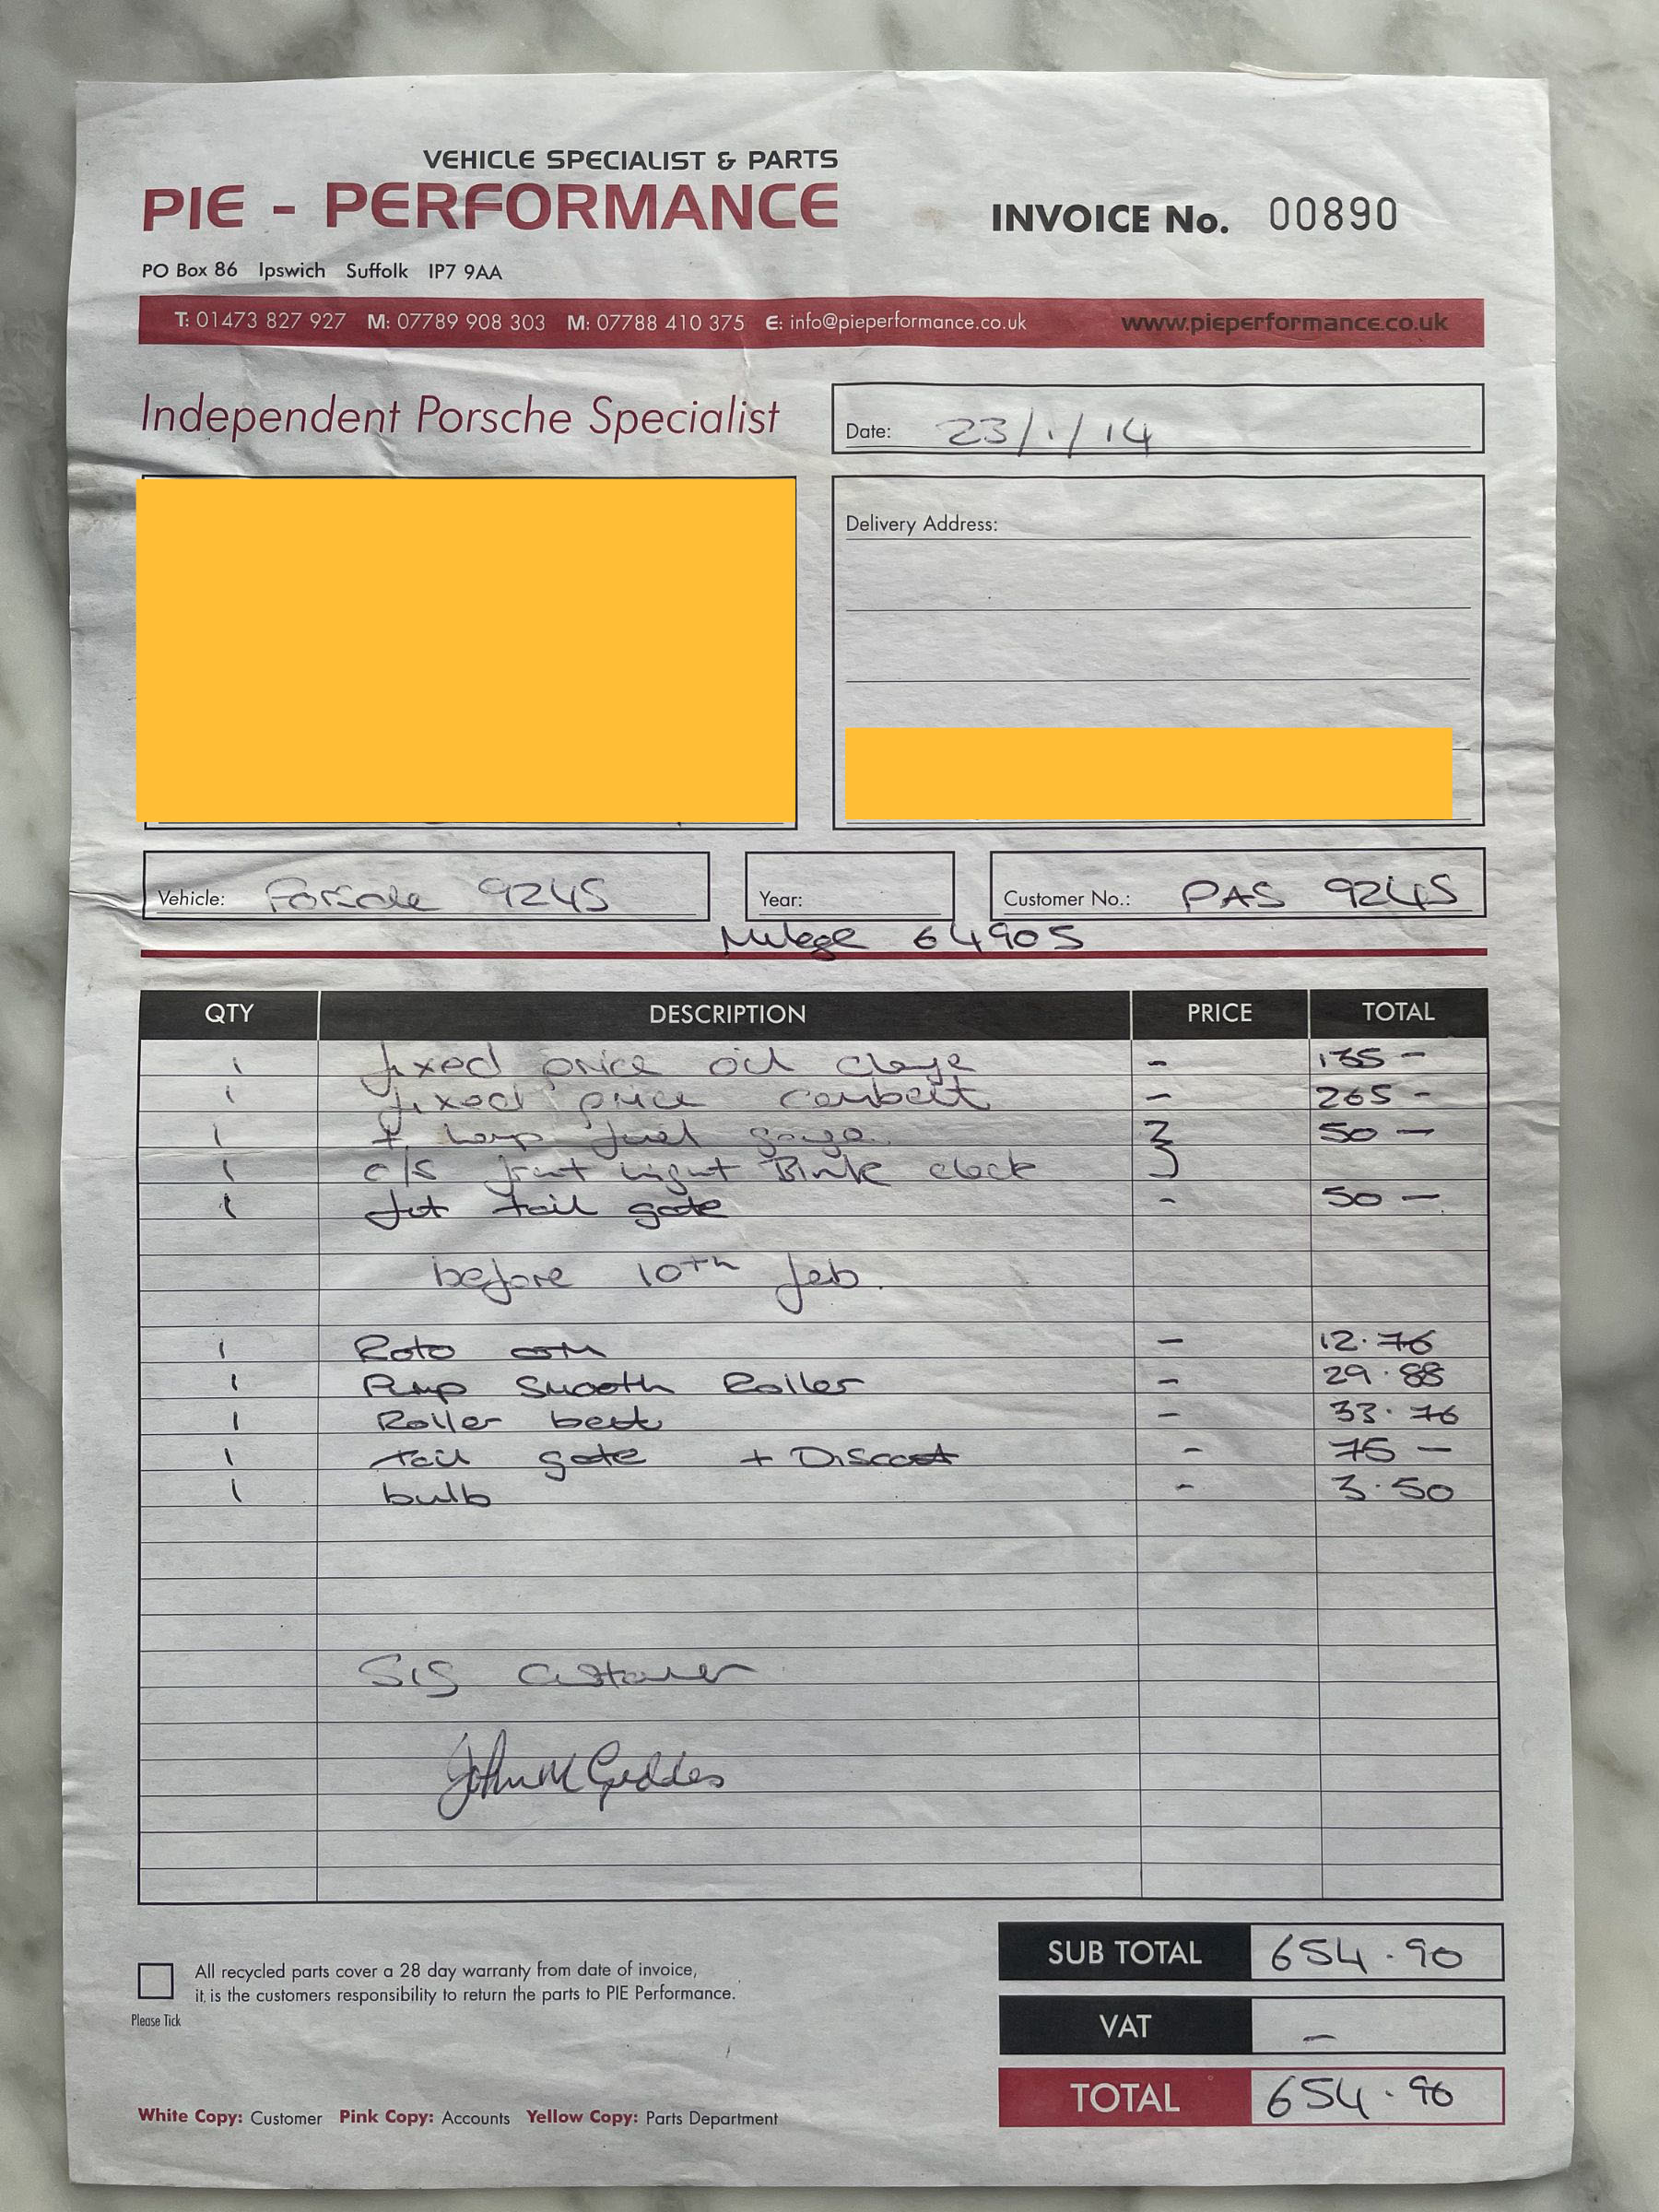 VEHICLE SPECIALIST & PARTS
PIE - PERFORMANCE
INVOICE No. 00890
PO Box 86 Ipswich Suffolk IP7 9AA
T: 01473 827 927 M: 07789 908 303 M: 07788 410 375 E: info@pieperformance.co.uk www.pieperformance.co.uk
Independent Porsche Specialist
Date: 23/1/14
Delivery Address:
Vehicle: Porsche 924S Year: Customer No.: PAS 924S
64905
QTY DESCRIPTION PRICE TOTAL
1 fixed price oil - 135 -
1 fixed price cambelt - 265 -
1 fuel 50 -
1 o/s front light Blink clock
1 fit tail gate - 50 -
before 10th feb.
1 Roto - 12.76
1 Pump Smooth Roller - 29.88
1 Roller belt - 33.76
1 tail gate + Discount - 75 -
1 bulb - 3.50
Sig Customer
John M Geddes
All recycled parts cover a 28 day warranty from date of invoice,
it is the customers responsibility to return the parts to PIE Performance.
Please Tick
SUB TOTAL 654.90
VAT -
TOTAL 654.90
White Copy: Customer Pink Copy: Accounts Yellow Copy: Parts Department